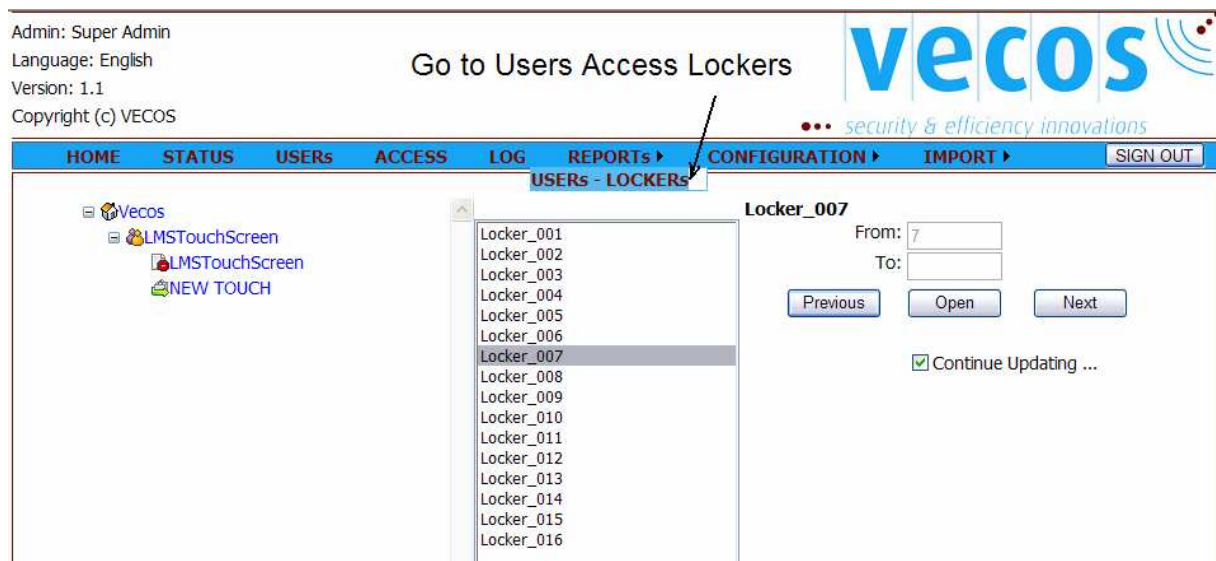 Admin: Super Admin
Language: English
Version: 1.1
Copyright (c) VECOS
Go to Users Access Lockers
vecos
security & efficiency innovations
HOME STATUS USERs ACCESS LOG REPORTs CONFIGURATION IMPORT SIGN OUT
USERs - LOCKERs
Vecos
LMSTouchScreen
LMSTouchScreen
NEW TOUCH
Locker_001
Locker_002
Locker_003
Locker_004
Locker_005
Locker_006
Locker_007
Locker_008
Locker_009
Locker_010
Locker_011
Locker_012
Locker_013
Locker_014
Locker_015
Locker_016
Locker_007
From: 7
To:
Previous Open Next
Continue Updating ...